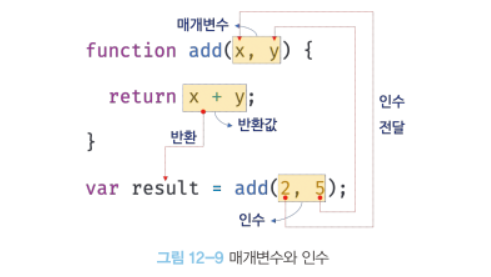 매개변수
function add(x, y) {
return x + y;
반환값
}
반환
인수
전달
var result = add(2, 5);
인수
그림 12-9 매개변수와 인수